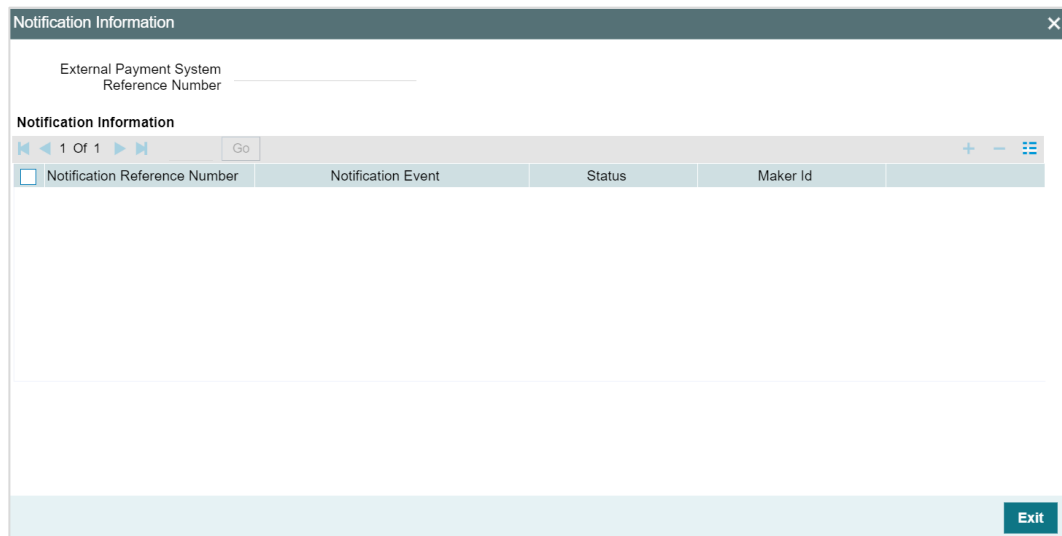 Notification Information
External Payment System
Reference Number
Notification Information
1 Of 1 Go
Notification Reference Number Notification Event Status Maker Id
Exit